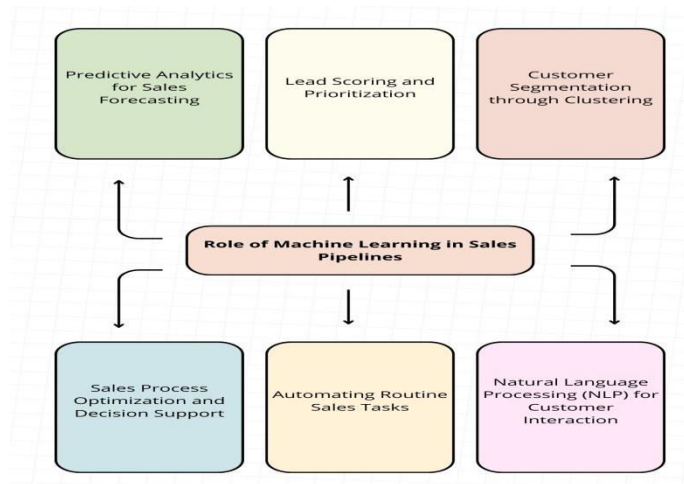 Predictive Analytics
for Sales
Forecasting
Lead Scoring and
Prioritization
Customer
Segmentation
through Clustering
Role of Machine Learning in Sales
Pipelines
Sales Process
Optimization and
Decision Support
Automating Routine
Sales Tasks
Natural Language
Processing (NLP) for
Customer
Interaction